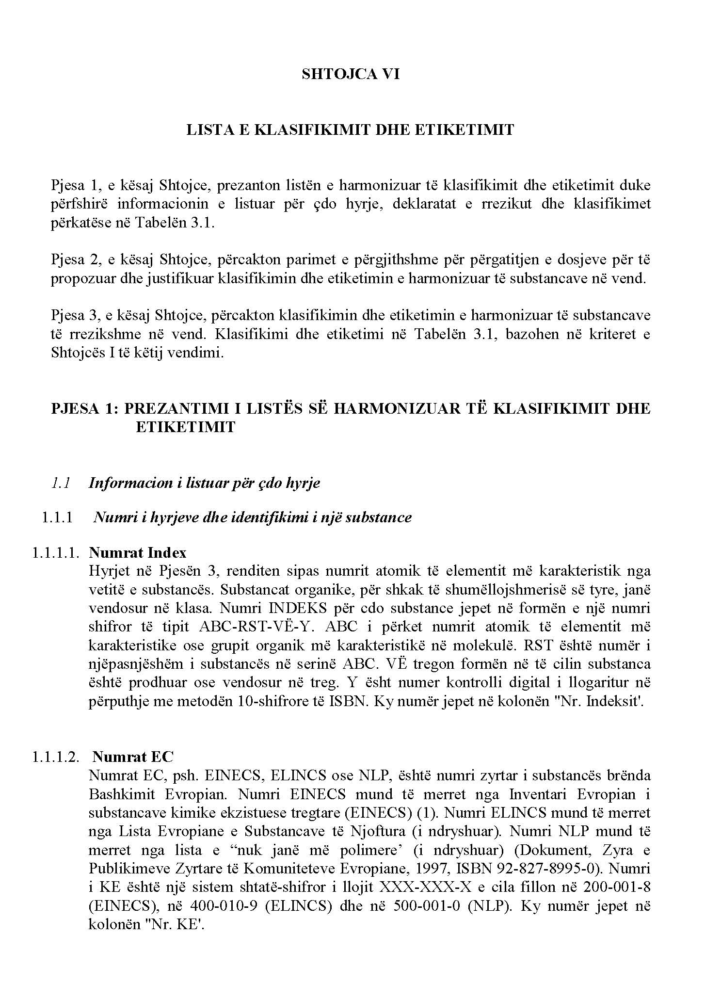 SHTOJCA VI
LISTA E KLASIFIKIMIT DHE ETIKETIMIT
Pjesa 1, e kësaj Shtojce, prezanton listën e harmonizuar të klasifikimit dhe etiketimit duke
përfshirë informacionin e listuar për çdo hyrje, deklaratat e rrezikut dhe klasifikimet
përkatëse në Tabelën 3.1.
Pjesa 2, e kësaj Shtojce, përcakton parimet e përgjithshme për përgatitjen e dosjeve për të
propozuar dhe justifikuar klasifikimin dhe etiketimin e harmonizuar të substancave në vend.
Pjesa 3, e kësaj Shtojce, përcakton klasifikimin dhe etiketimin e harmonizuar të substancave
të rrezikshme në vend. Klasifikimi dhe etiketimi në Tabelën 3.1, bazohen në kriteret e
Shtojcës I të këtij vendimi.
PJESA 1: PREZANTIMI I LISTËS SË HARMONIZUAR TË KLASIFIKIMIT DHE
ETIKETIMIT
1.1 Informacion i listuar për çdo hyrje
1.1.1 Numri i hyrjeve dhe identifikimi i një substance
1.1.1.1. Numrat Index
Hyrjet në Pjesën 3, renditen sipas numrit atomik të elementit më karakteristik nga
vetitë e substancës. Substancat organike, për shkak të shumëllojshmerisë së tyre, janë
vendosur në klasa. Numri INDEKS për cdo substance jepet në formën e një numri
shifror të tipit ABC-RST-VË-Y. ABC i përket numrit atomik të elementit më
karakteristike ose grupit organik më karakteristikë në molekulë. RST është numër i
njëpasnjëshëm i substancës në serinë ABC. VË tregon formën në të cilin substanca
është prodhuar ose vendosur në treg. Y ësht numer kontrolli digital i llogaritur në
përputhje me metodën 10-shifrore të ISBN. Ky numër jepet në kolonën "Nr. Indeksit'.
1.1.1.2. Numrat EC
Numrat EC, psh. EINECS, ELINCS ose NLP, është numri zyrtar i substancës brënda
Bashkimit Evropian. Numri EINECS mund të merret nga Inventari Evropian i
substancave kimike ekzistuese tregtare (EINECS) (1). Numri ELINCS mund të merret
nga Lista Evropiane e Substancave të Njoftura (i ndryshuar). Numri NLP mund të
merret nga lista e “nuk janë më polimere’ (i ndryshuar) (Dokument, Zyra e
Publikimeve Zyrtare të Komuniteteve Evropiane, 1997, ISBN 92-827-8995-0). Numri
i KE është një sistem shtatë-shifror i llojit XXX-XXX-X e cila fillon në 200-001-8
(EINECS), në 400-010-9 (ELINCS) dhe në 500-001-0 (NLP). Ky numër jepet në
kolonën "Nr. KE'.